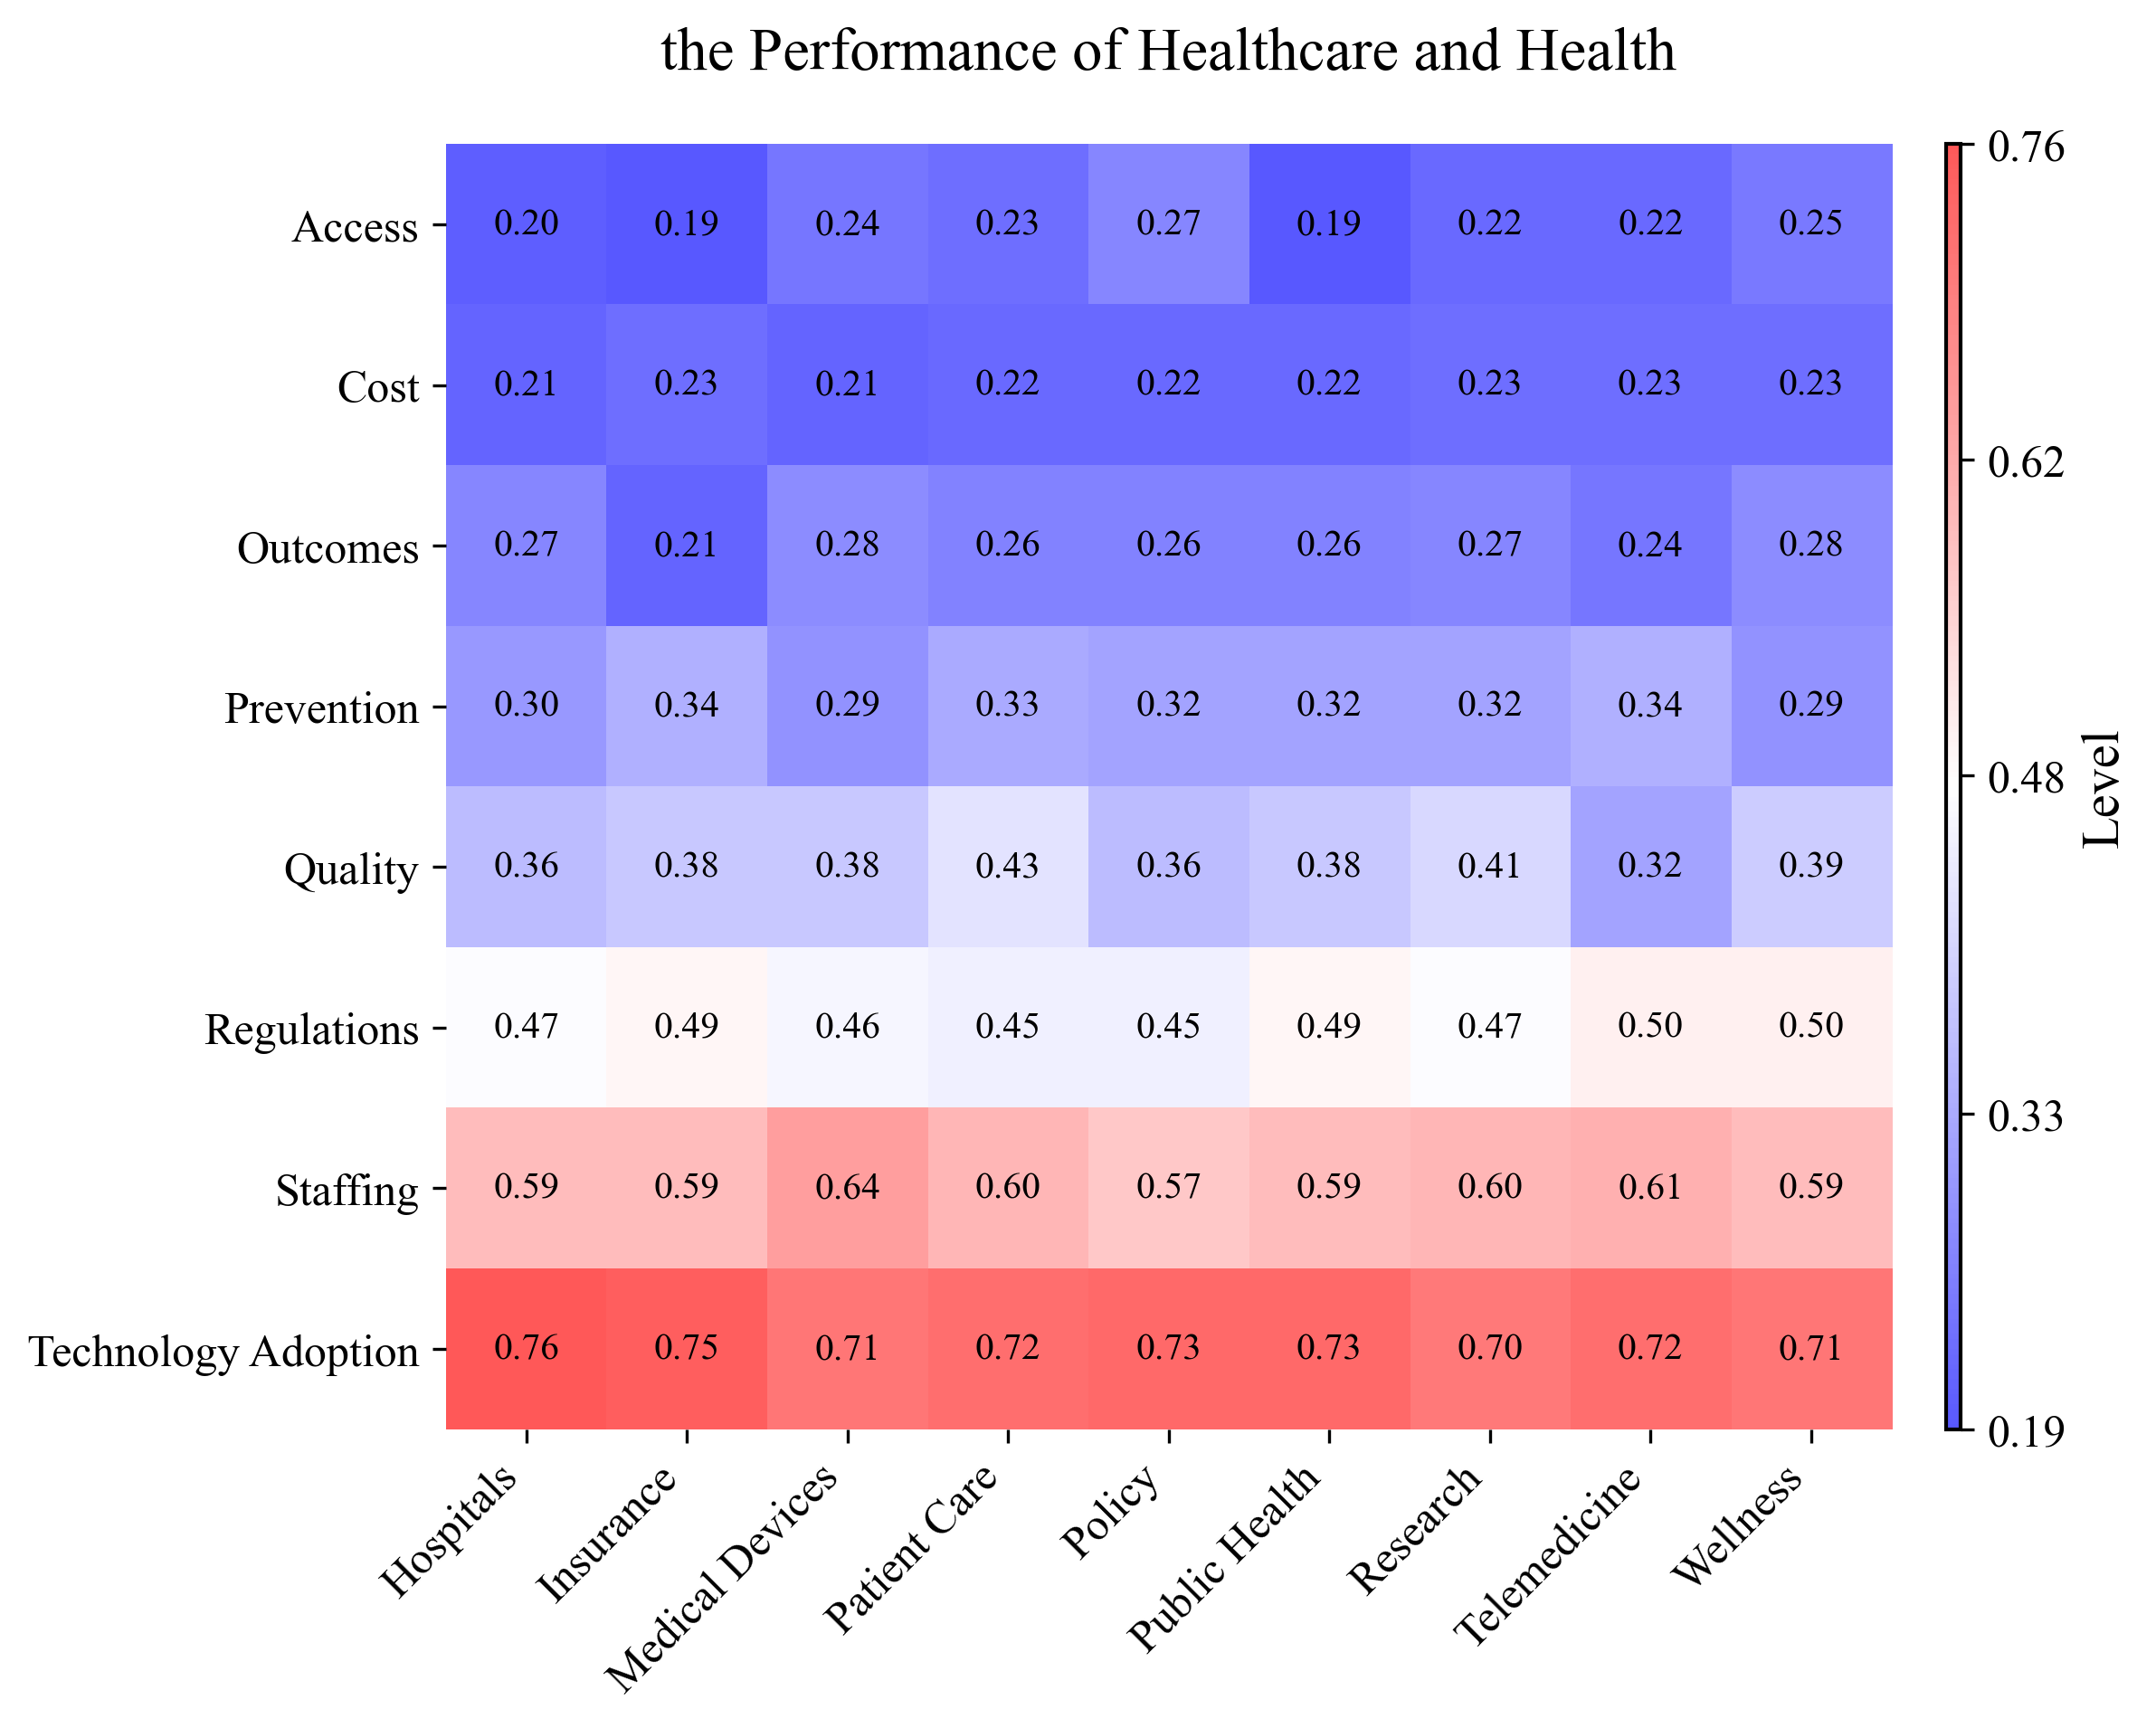 the Performance of Healthcare and Health
Access 0.20 0.19 0.24 0.23 0.27 0.19 0.22 0.22 0.25
Cost 0.21 0.23 0.21 0.22 0.22 0.22 0.23 0.23 0.23
Outcomes 0.27 0.21 0.28 0.26 0.26 0.26 0.27 0.24 0.28
Prevention 0.30 0.34 0.29 0.33 0.32 0.32 0.32 0.34 0.29
Quality 0.36 0.38 0.38 0.43 0.36 0.38 0.41 0.32 0.39
Regulations 0.47 0.49 0.46 0.45 0.45 0.49 0.47 0.50 0.50
Staffing 0.59 0.59 0.64 0.60 0.57 0.59 0.60 0.61 0.59
Technology Adoption 0.76 0.75 0.71 0.72 0.73 0.73 0.70 0.72 0.71
Hospitals
Insurance
Medical Devices
Patient Care
Policy
Public Health
Research
Telemedicine
Wellness
0.76
0.62
0.48
0.33
0.19
Level